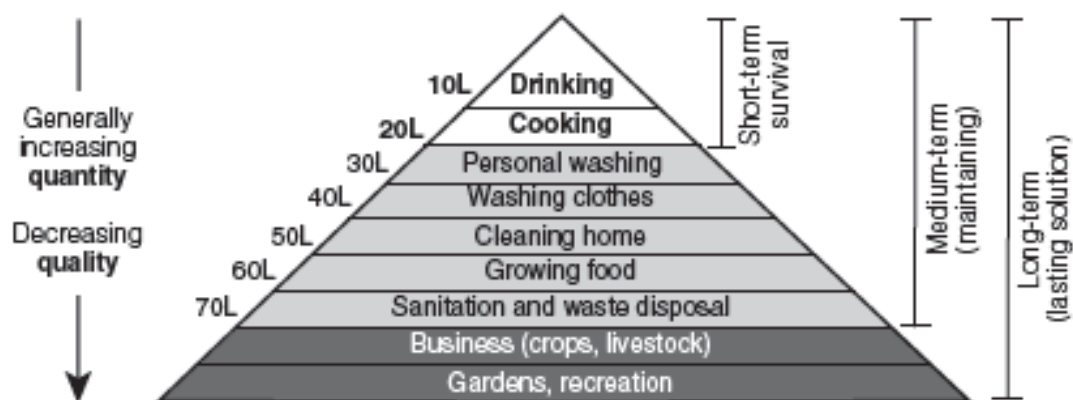 Generally
increasing
quantity
Decreasing
quality
10L Drinking
20L Cooking
30L Personal washing
40L Washing clothes
50L Cleaning home
60L Growing food
70L Sanitation and waste disposal
Business (crops, livestock)
Gardens, recreation
Short-term
survival
Medium-term
(maintaining)
Long-term
(lasting solution)